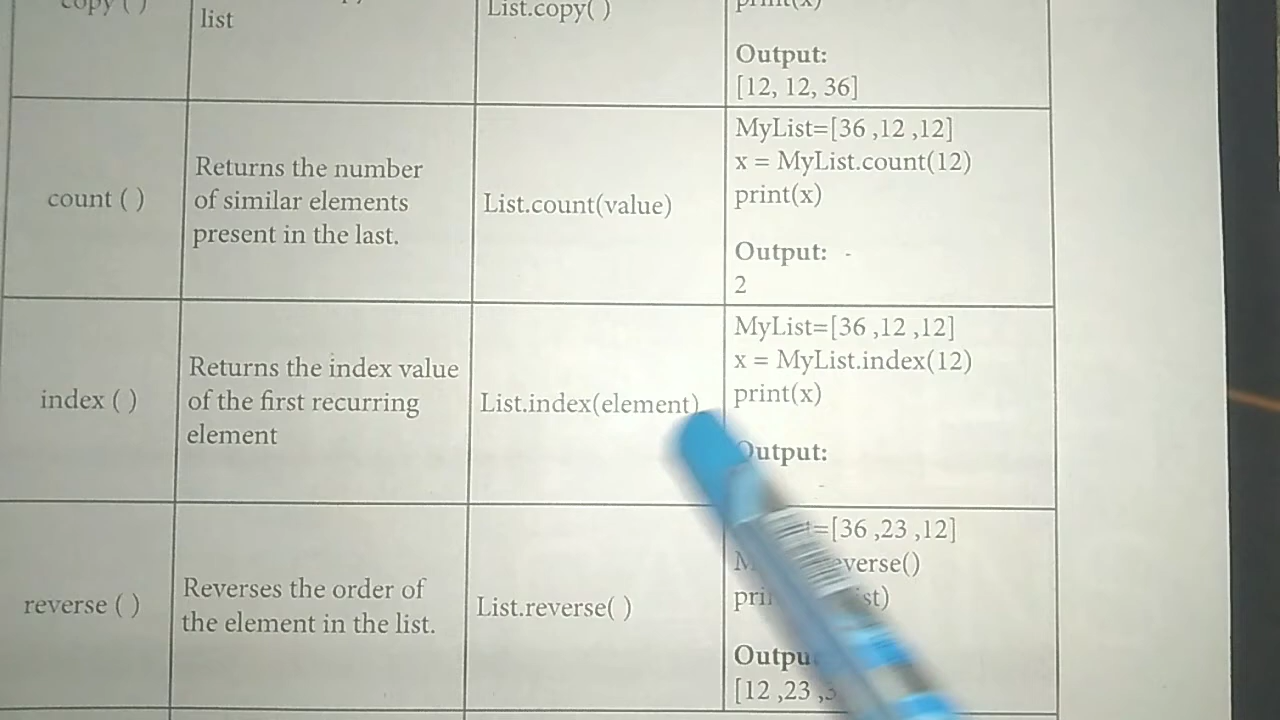 copy ( )
list
List.copy( )
print(x)
Output:
[12, 12, 36]
count ( )
Returns the number
of similar elements
present in the last.
List.count(value)
MyList=[36 ,12 ,12]
x = MyList.count(12)
print(x)
Output:
2
index ( )
Returns the index value
of the first recurring
element
List.index(element)
MyList=[36 ,12 ,12]
x = MyList.index(12)
print(x)
Output:
reverse ( )
Reverses the order of
the element in the list.
List.reverse( )
=[36 ,23 ,12]
verse()
st)
[12 ,23 ,